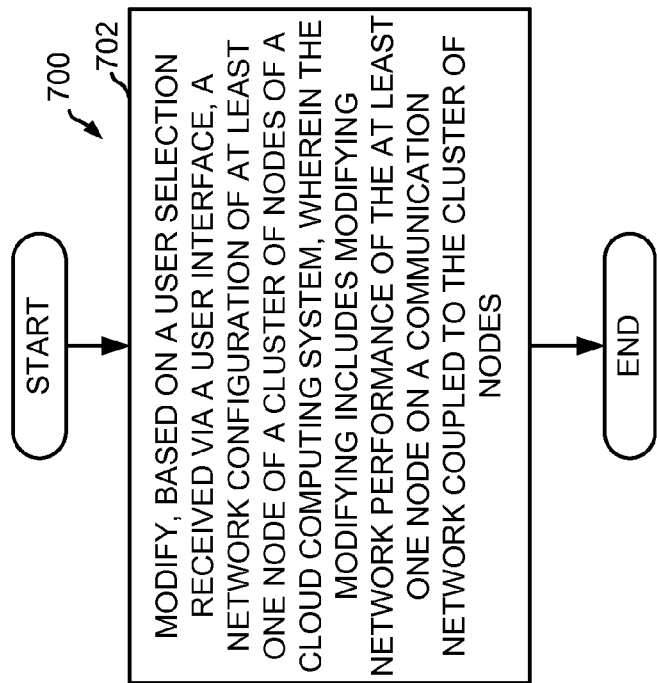 700
START
702
MODIFY, BASED ON A USER SELECTION
RECEIVED VIA A USER INTERFACE, A
NETWORK CONFIGURATION OF AT LEAST
ONE NODE OF A CLUSTER OF NODES OF A
CLOUD COMPUTING SYSTEM, WHEREIN THE
MODIFYING INCLUDES MODIFYING
NETWORK PERFORMANCE OF THE AT LEAST
ONE NODE ON A COMMUNICATION
NETWORK COUPLED TO THE CLUSTER OF
NODES
END